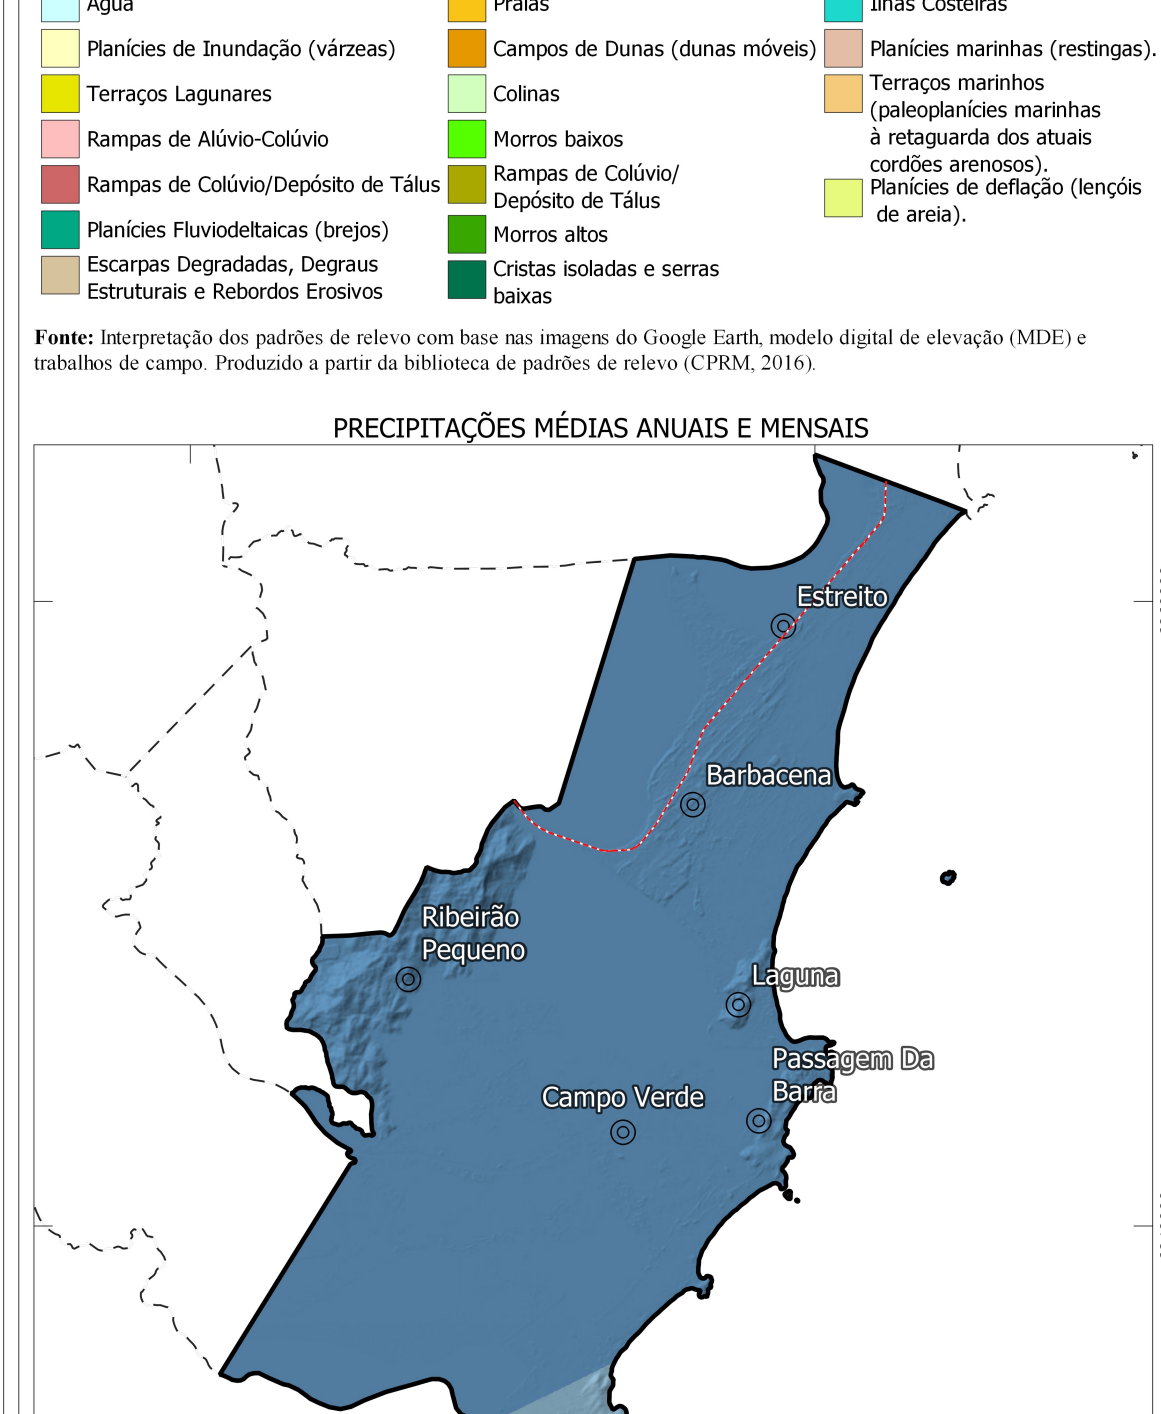 Água
Planícies de Inundação (várzeas)
Terraços Lagunares
Rampas de Alúvio-Colúvio
Rampas de Colúvio/Depósito de Tálus
Planícies Fluviodeltaicas (brejos)
Escarpas Degradadas, Degraus
Estruturais e Rebordos Erosivos
Praias
Campos de Dunas (dunas móveis)
Colinas
Morros baixos
Rampas de Colúvio/
Depósito de Tálus
Morros altos
Cristas isoladas e serras
baixas
Ilhas Costeiras
Planícies marinhas (restingas).
Terraços marinhos
(paleoplanícies marinhas
à retaguarda dos atuais
cordões arenosos).
Planícies de deflação (lençóis
de areia).
Fonte: Interpretação dos padrões de relevo com base nas imagens do Google Earth, modelo digital de elevação (MDE) e
trabalhos de campo. Produzido a partir da biblioteca de padrões de relevo (CPRM, 2016).
PRECIPITAÇÕES MÉDIAS ANUAIS E MENSAIS
Estreito
Barbacena
Ribeirão
Pequeno
Laguna
Passagem Da
Barra
Campo Verde